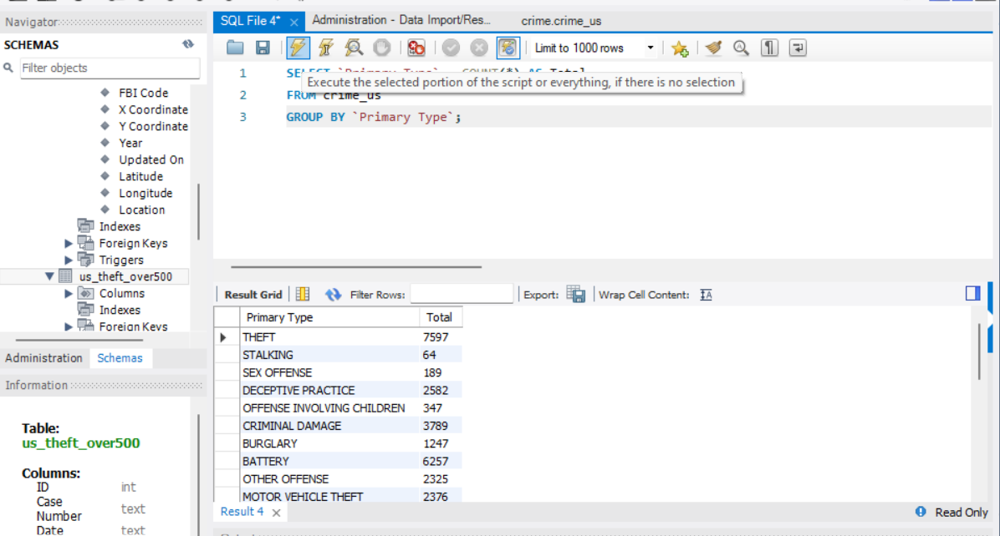 Navigator
SCHEMAS
Filter objects
FBI Code
X Coordinate
Y Coordinate
Year
Updated On
Latitude
Longitude
Location
Indexes
Foreign Keys
Triggers
us_theft_over500
Columns
Indexes
Foreign Keys
Administration Schemas
Information
Table:
us_theft_over500
Columns:
ID int
Case
Number text
Date text
SQL File 4* Administration - Data Import/Res... crime.crime_us
Limit to 1000 rows
1 SELECT `Primary Type`, COUNT(*) AS Total
Execute the selected portion of the script or everything, if there is no selection
2 FROM crime_us
3 GROUP BY `Primary Type`;
Result Grid Filter Rows: Export: Wrap Cell Content: IA
Primary Type Total
THEFT 7597
STALKING 64
SEX OFFENSE 189
DECEPTIVE PRACTICE 2582
OFFENSE INVOLVING CHILDREN 347
CRIMINAL DAMAGE 3789
BURGLARY 1247
BATTERY 6257
OTHER OFFENSE 2325
MOTOR VEHICLE THEFT 2376
Result 4 Read Only